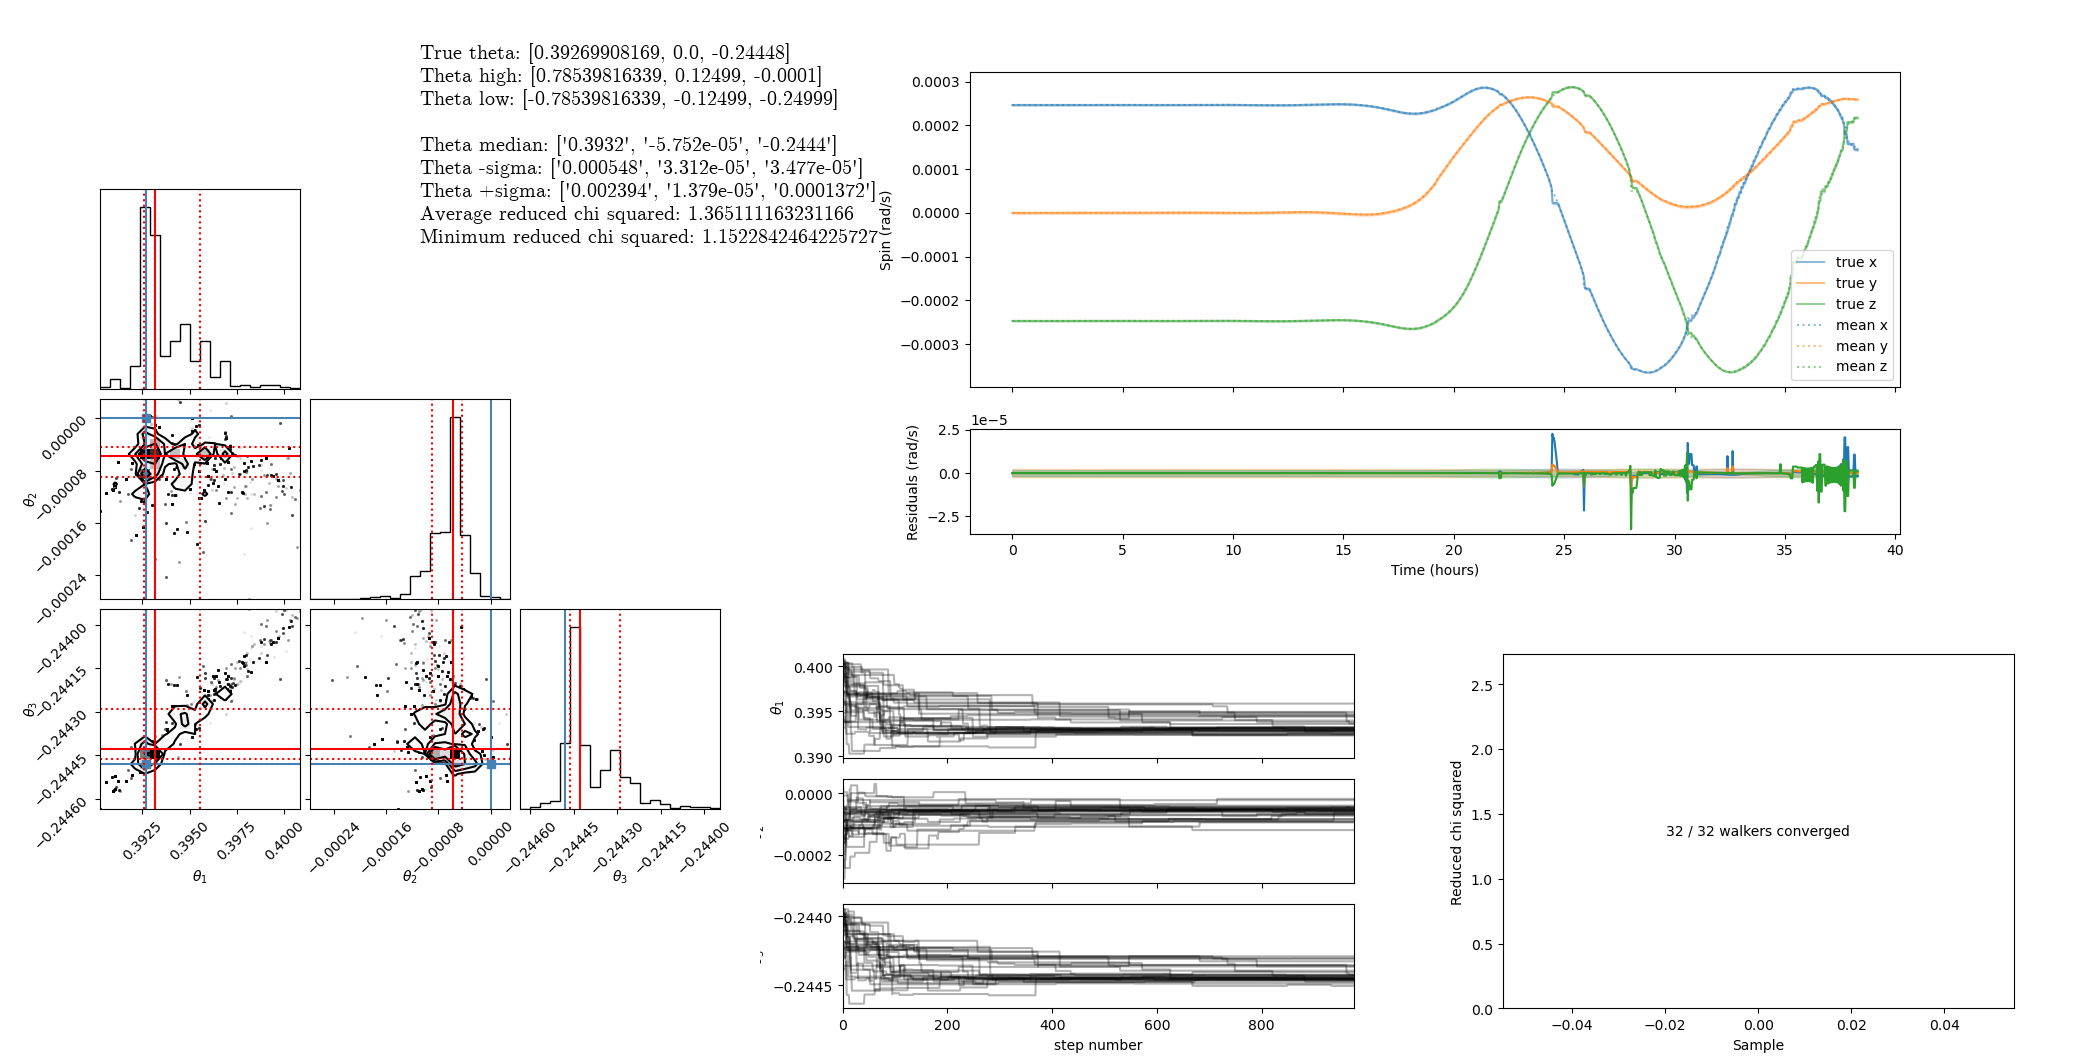 True theta: [0.39269908169, 0.0, -0.24448]
Theta high: [0.78539816339, 0.12499, -0.0001]
Theta low: [-0.78539816339, -0.12499, -0.24999]
Theta median: ['0.3932', '-5.752e-05', '-0.2444']
Theta -sigma: ['0.000548', '3.312e-05', '3.477e-05']
Theta +sigma: ['0.002394', '1.379e-05', '0.0001372']
Average reduced chi squared: 1.365111163231166
Minimum reduced chi squared: 1.1522842464225727
0.00000
−0.00008
−0.00016
−0.00024
θ2
−0.24400
−0.24415
−0.24430
−0.24445
−0.24460
θ3
0.3925
0.3950
0.3975
0.4000
θ1
−0.00024
−0.00016
−0.00008
0.00000
θ2
−0.24460
−0.24445
−0.24430
−0.24415
−0.24400
θ3
0.0003
0.0002
0.0001
0.0000
−0.0001
−0.0002
−0.0003
Spin (rad/s)
true x
true y
true z
mean x
mean y
mean z
1e−5
2.5
0.0
−2.5
Residuals (rad/s)
0
5
10
15
20
25
30
35
40
Time (hours)
0.400
0.395
0.390
θ1
0.0000
−0.0002
−0.2440
−0.2445
0
200
400
600
800
step number
2.5
2.0
1.5
1.0
0.5
0.0
Reduced chi squared
32 / 32 walkers converged
−0.04
−0.02
0.00
0.02
0.04
Sample